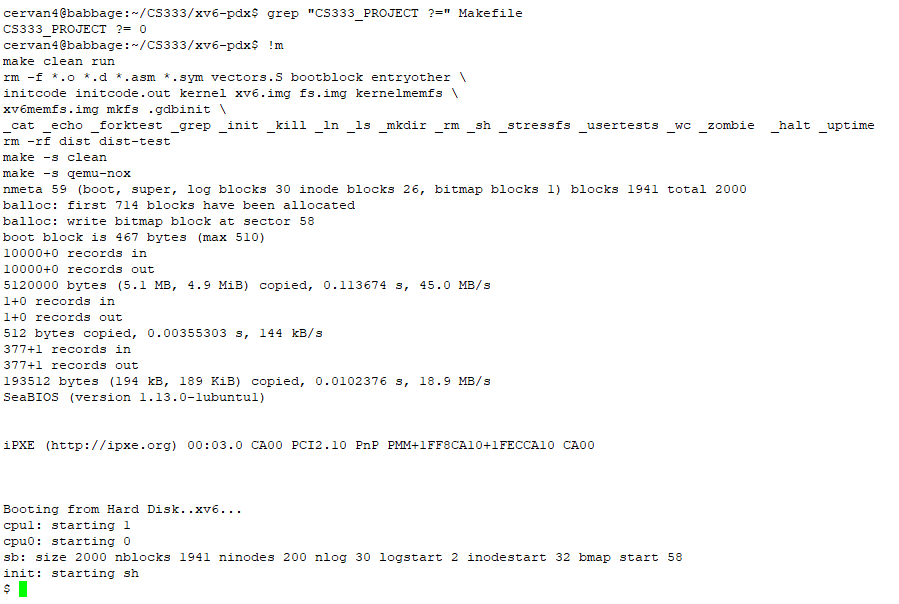 cervan4@babbage:~/CS333/xv6-pdx$ grep "CS333_PROJECT ?=" Makefile
CS333_PROJECT ?= 0
cervan4@babbage:~/CS333/xv6-pdx$ !m
make clean run
rm -f *.o *.d *.asm *.sym vectors.S bootblock entryother \
initcode initcode.out kernel xv6.img fs.img kernelmemfs \
xv6memfs.img mkfs .gdbinit \
_cat _echo _forktest _grep _init _kill _ln _ls _mkdir _rm _sh _stressfs _usertests _wc _zombie  _halt _uptime
rm -rf dist dist-test
make -s clean
make -s qemu-nox
nmeta 59 (boot, super, log blocks 30 inode blocks 26, bitmap blocks 1) blocks 1941 total 2000
balloc: first 714 blocks have been allocated
balloc: write bitmap block at sector 58
boot block is 467 bytes (max 510)
10000+0 records in
10000+0 records out
5120000 bytes (5.1 MB, 4.9 MiB) copied, 0.113674 s, 45.0 MB/s
1+0 records in
1+0 records out
512 bytes copied, 0.00355303 s, 144 kB/s
377+1 records in
377+1 records out
193512 bytes (194 kB, 189 KiB) copied, 0.0102376 s, 18.9 MB/s
SeaBIOS (version 1.13.0-1ubuntu1)
iPXE (http://ipxe.org) 00:03.0 CA00 PCI2.10 PnP PMM+1FF8CA10+1FECCA10 CA00
Booting from Hard Disk..xv6...
cpu1: starting 1
cpu0: starting 0
sb: size 2000 nblocks 1941 ninodes 200 nlog 30 logstart 2 inodestart 32 bmap start 58
init: starting sh
$